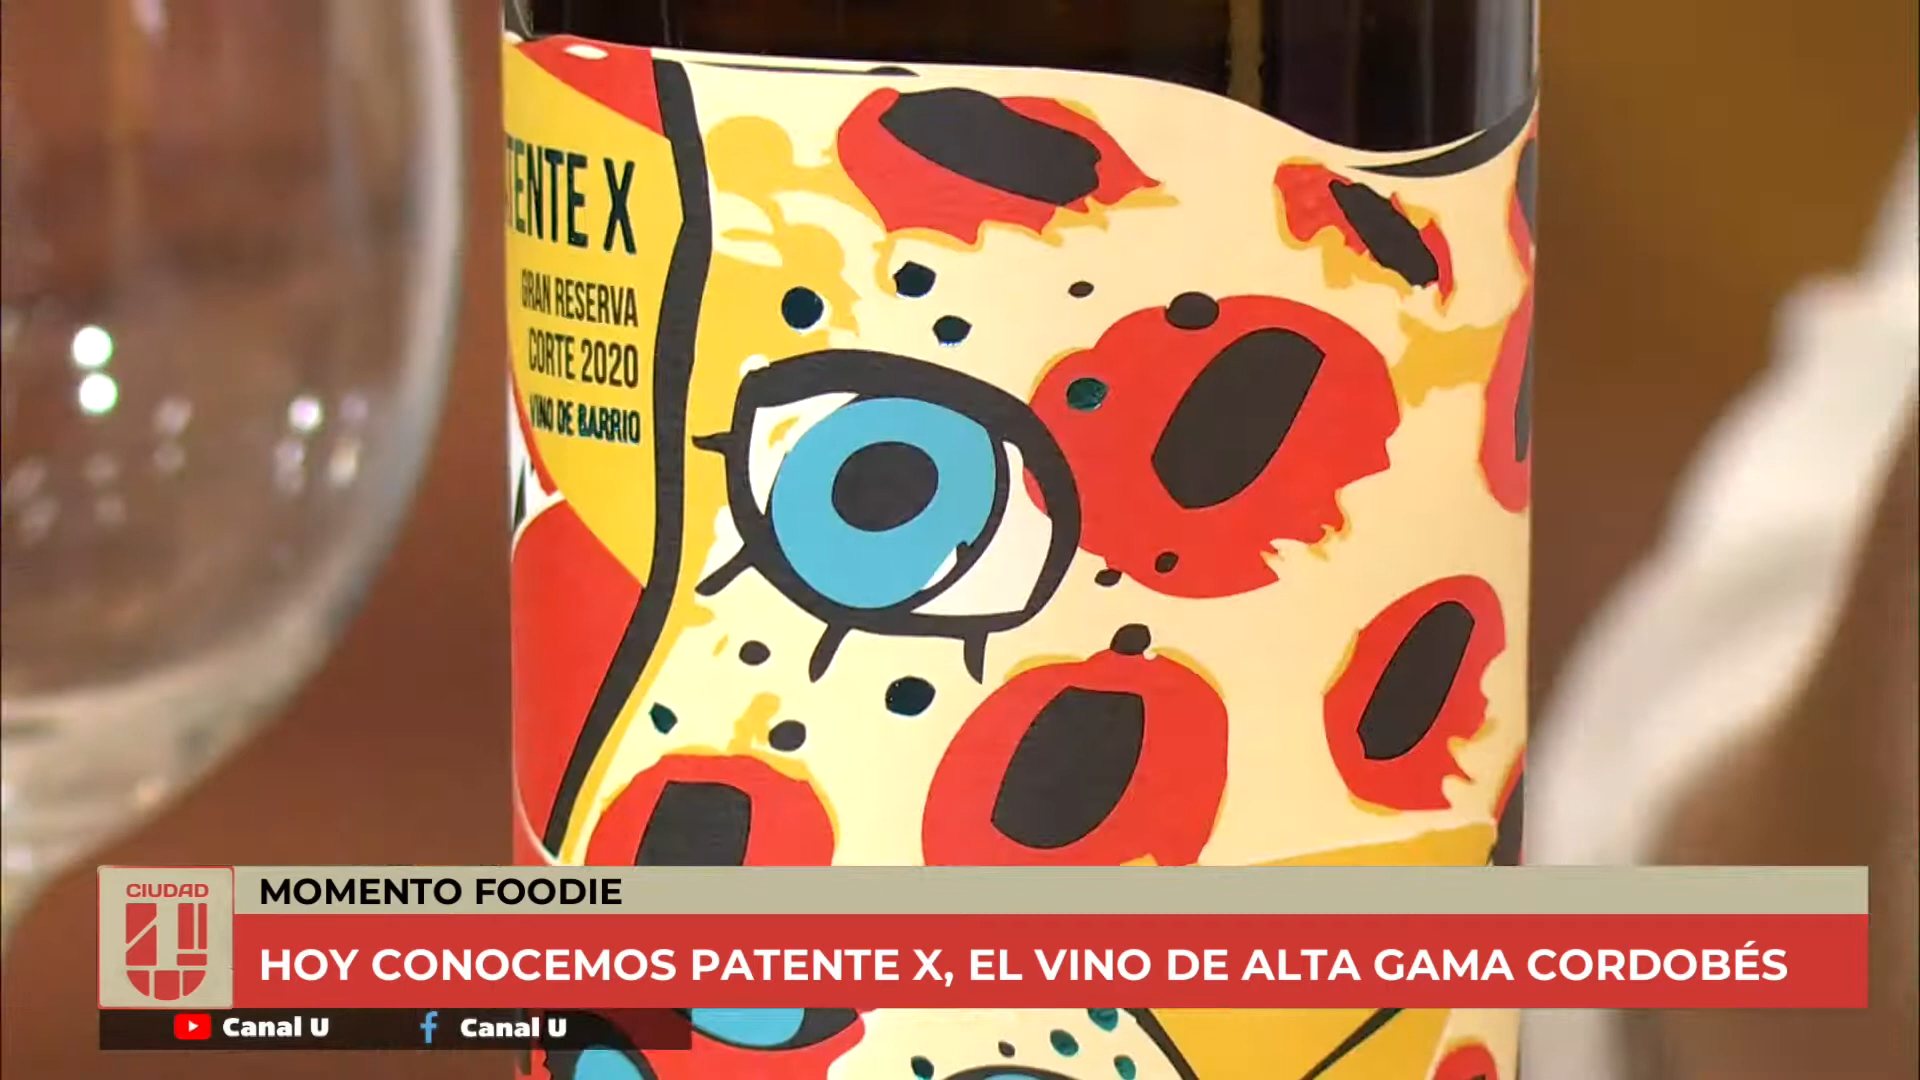 TENTE X
GRAN RESERVA
CORTE 2020
VINO DE BARRIO
CIUDAD
U
MOMENTO FOODIE
HOY CONOCEMOS PATENTE X, EL VINO DE ALTA GAMA CORDOBÉS
Canal U
Canal U